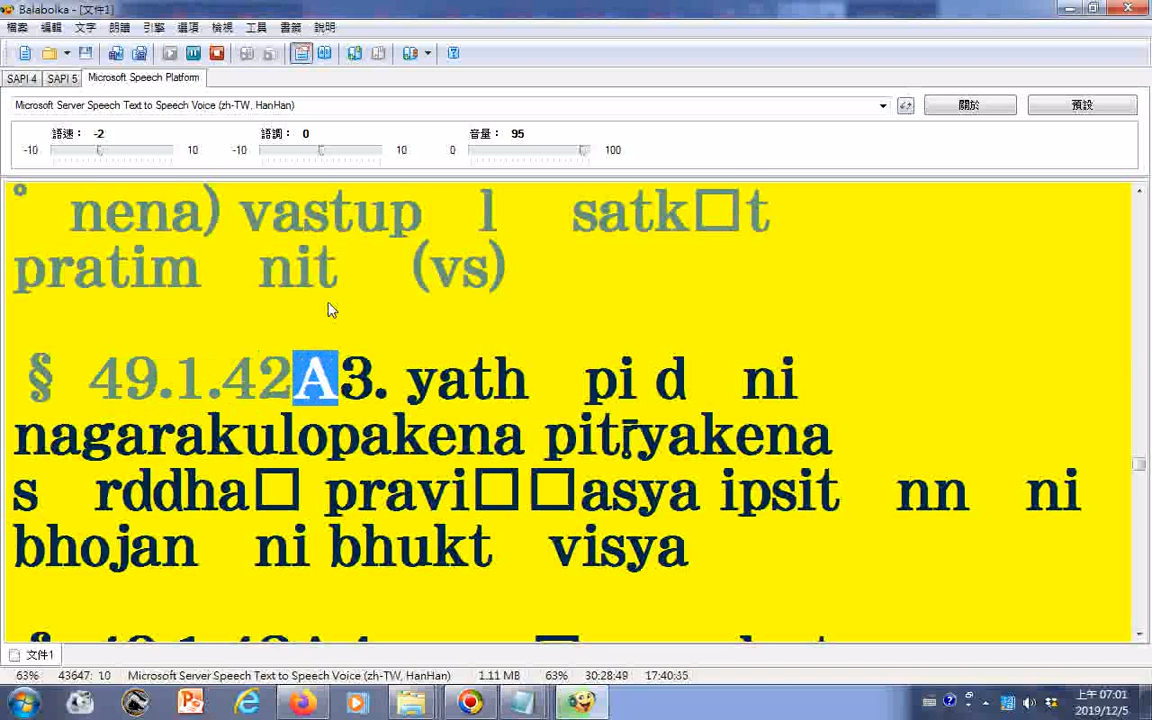 Balabolka - [文件1]
檔案 編輯 文字 朗讀 引擎 選項 檢視 工具 書籤 說明
SAPI 4 SAPI 5 Microsoft Speech Platform
Microsoft Server Speech Text to Speech Voice (zh-TW, HanHan) 關於 預設
語速： -2 語調： 0 音量： 95
-10 10 -10 10 0 100
nena) vastup l satk□t
pratim nit (vs)
§ 49.1.42A3. yath pi d ni
nagarakulopakena pitṝyakena
s rddha□ pravi□□asya ipsit nn ni
bhojan ni bhukt visya
文件1
63% 43647: 10 Microsoft Server Speech Text to Speech Voice (zh-TW, HanHan) 1.11 MB 63% 30:28:49 17:40:35
上午 07:01
2019/12/5